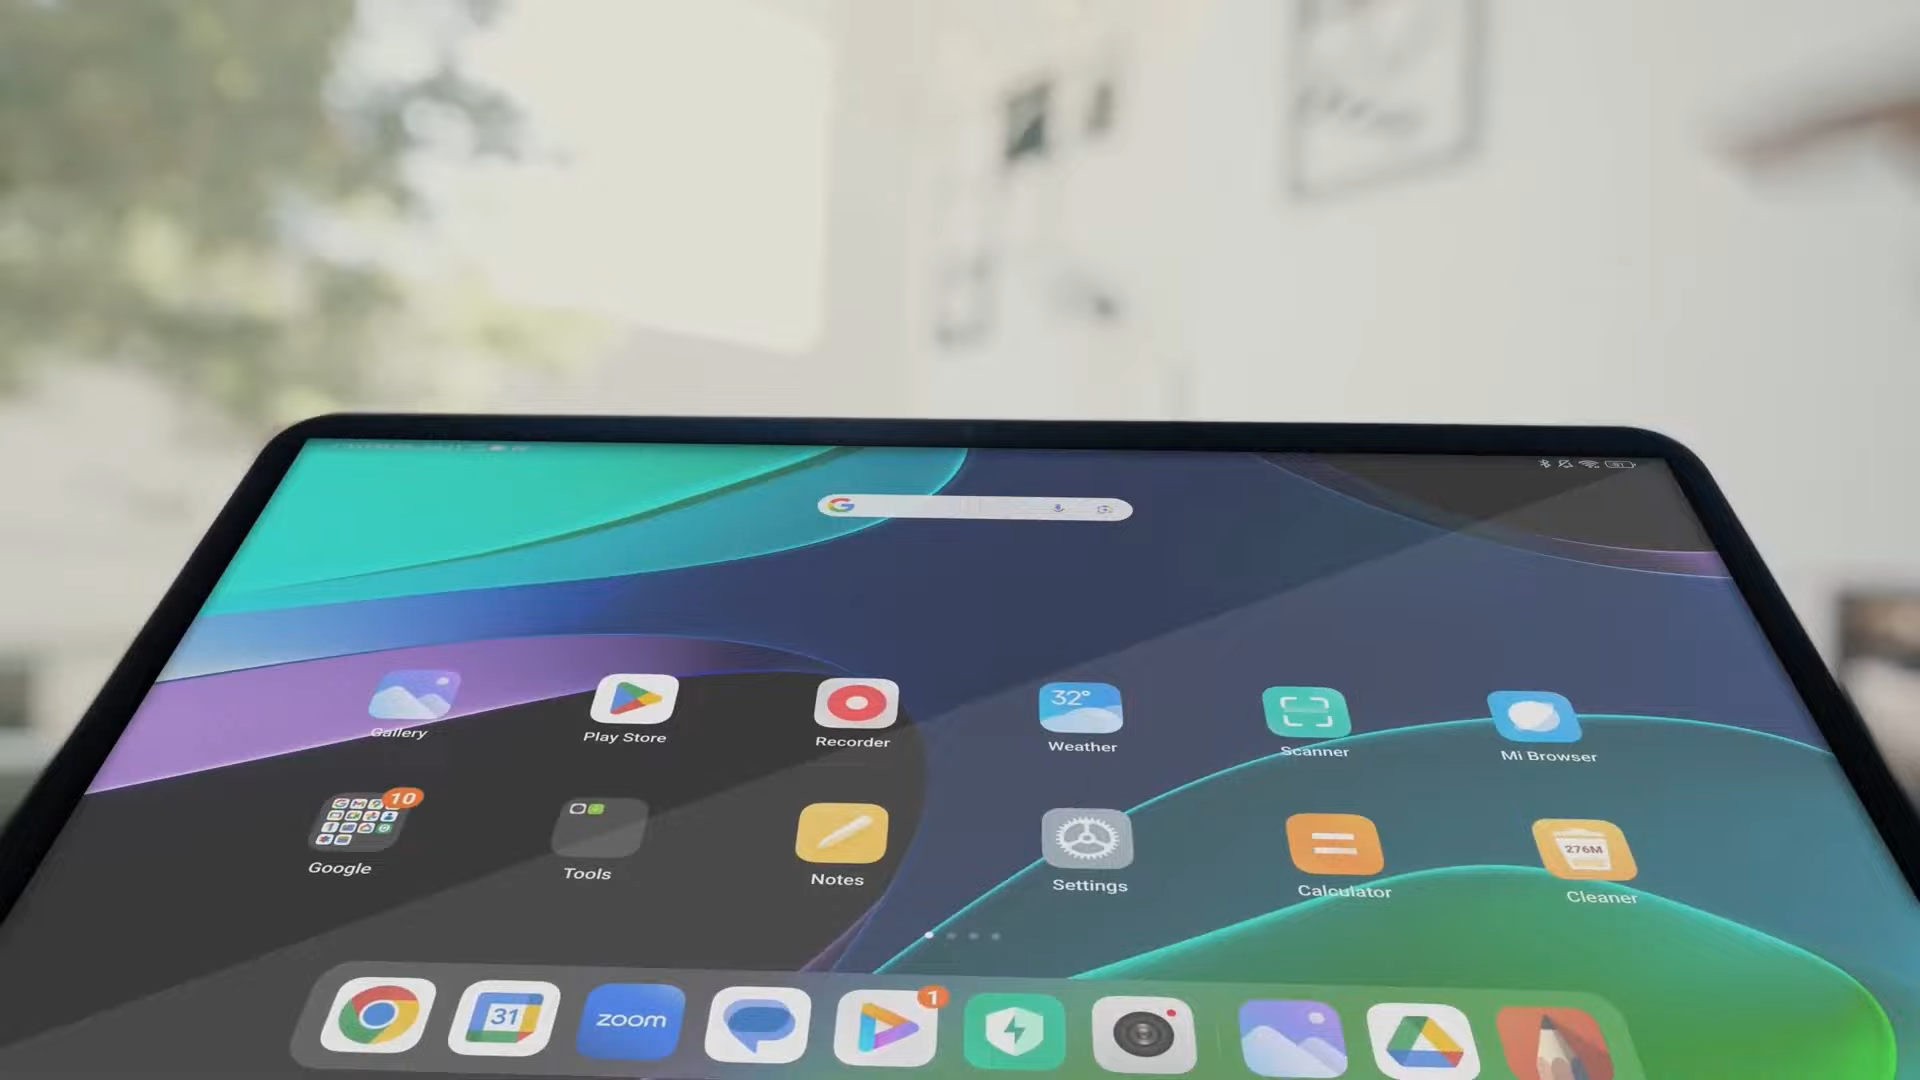 32°
Gallery
Play Store
Recorder
Weather
Scanner
Mi Browser
10
276M
Google
Tools
Notes
Settings
Calculator
Cleaner
31
zoom
1